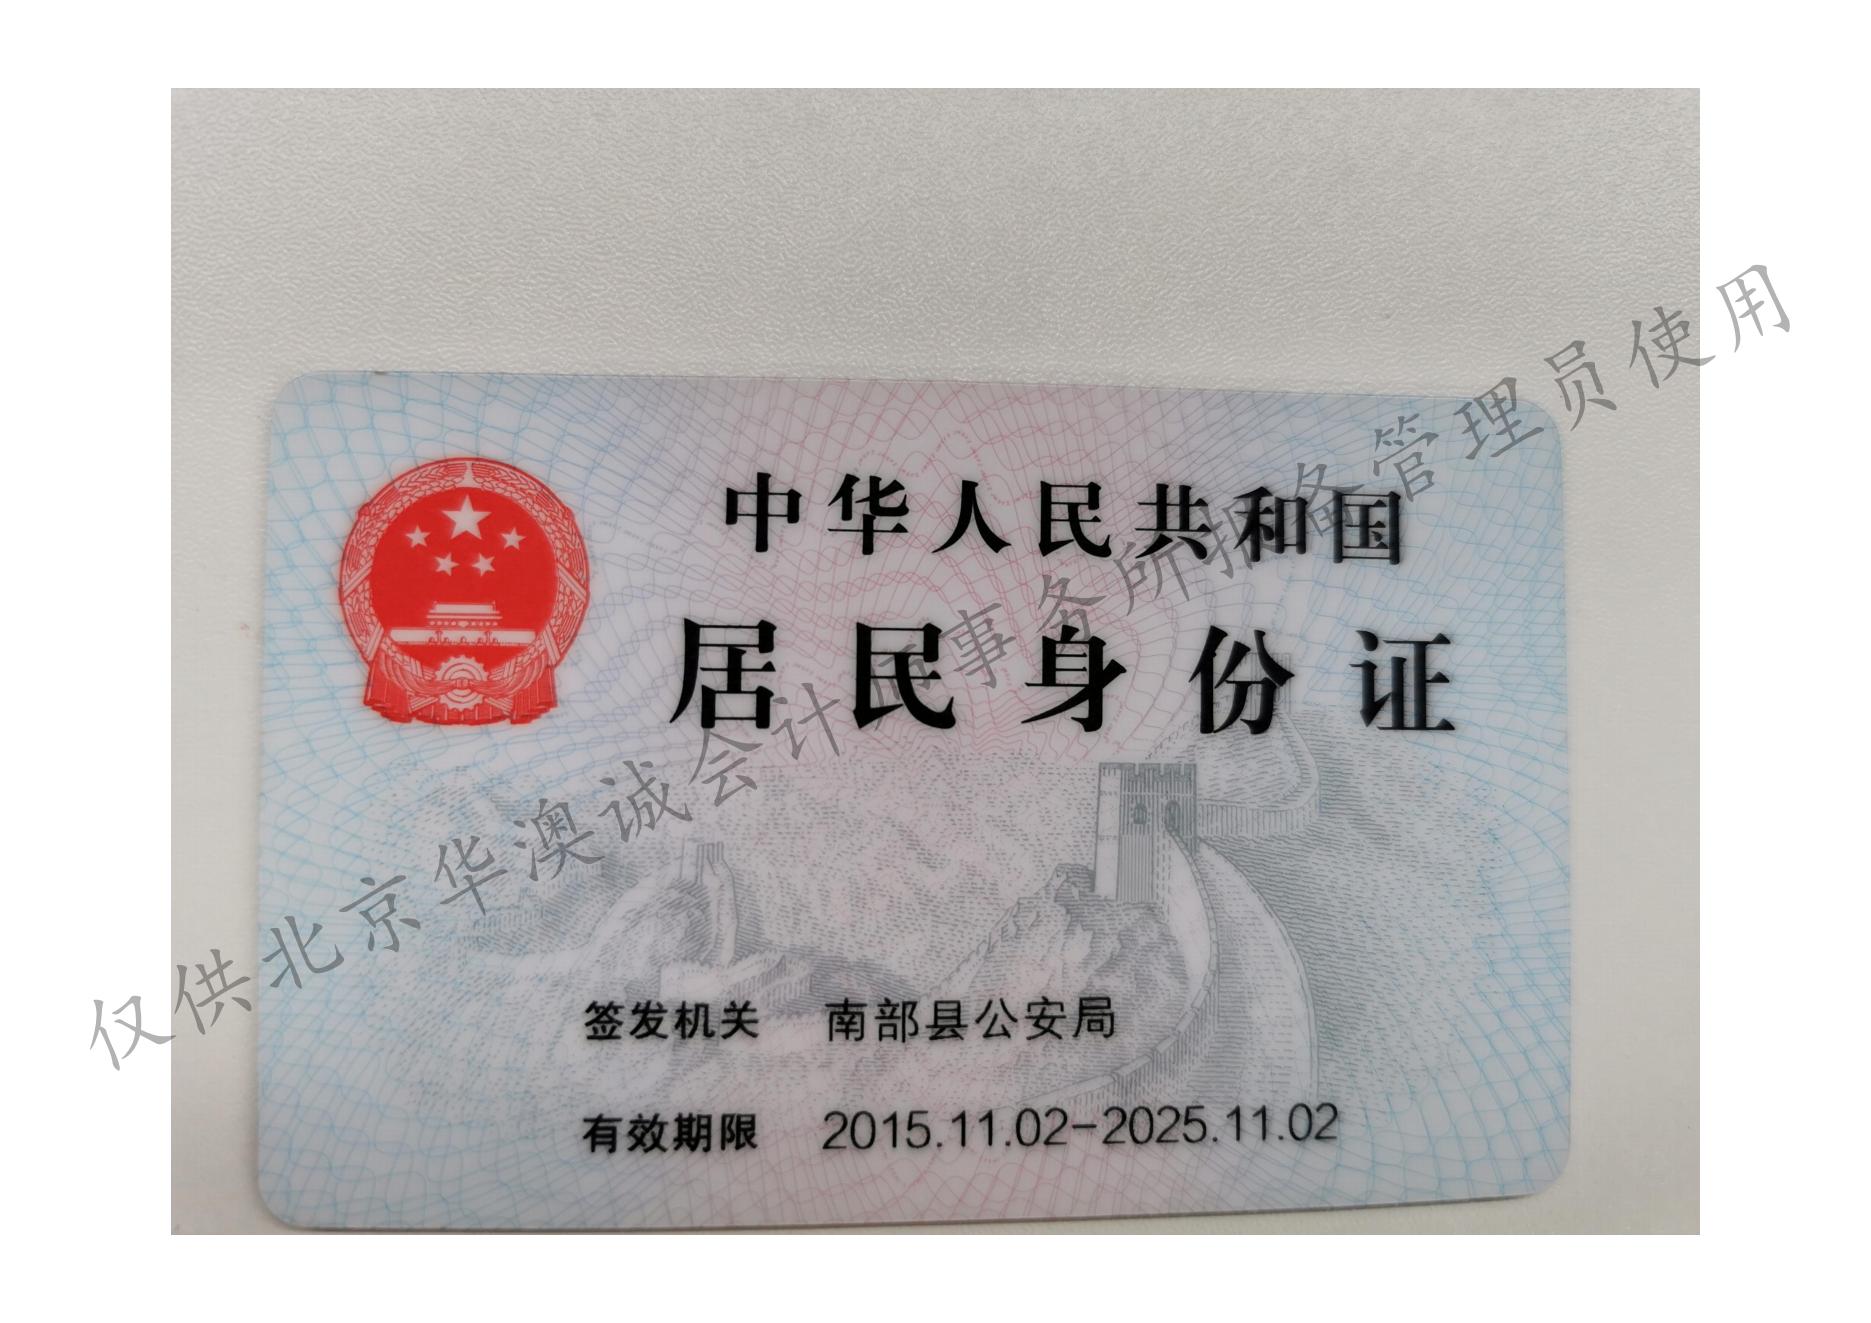 中华人民共和国
居民身份证
签发机关 南部县公安局
有效期限 2015.11.02-2025.11.02
仅供北京华澳诚会计师事务所报备管理员使用